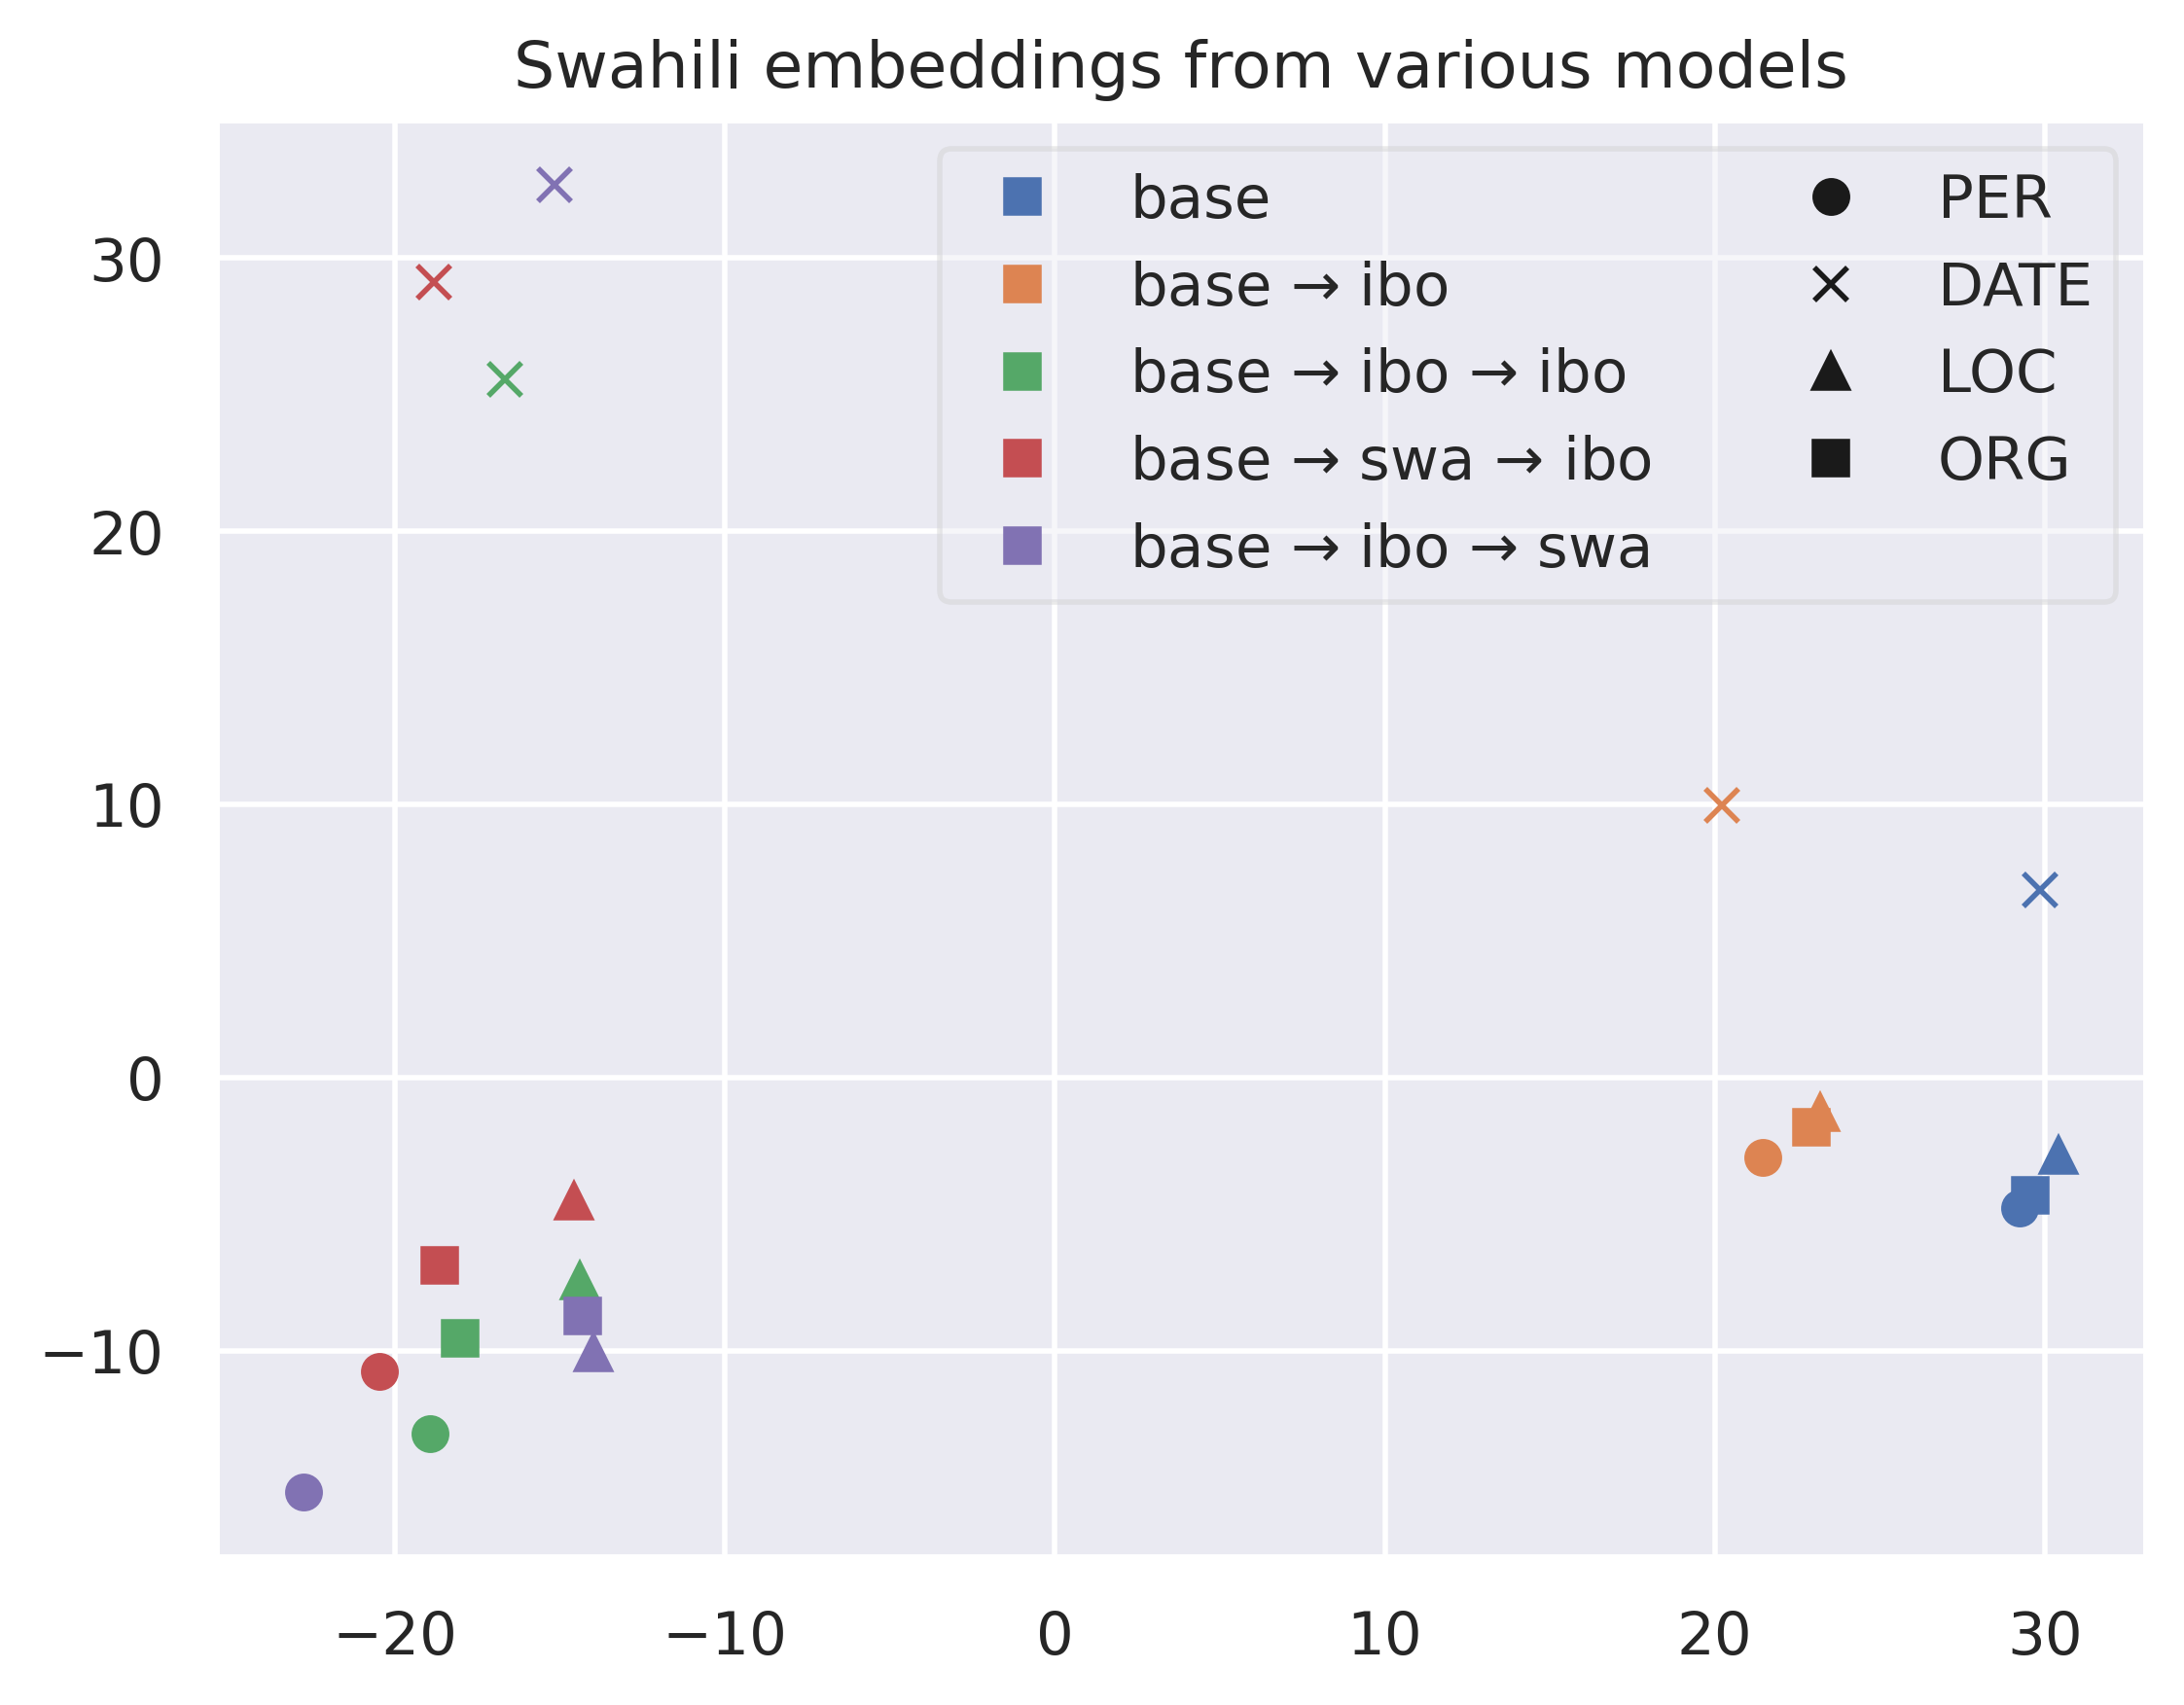 Swahili embeddings from various models
base
base → ibo
base → ibo → ibo
base → swa → ibo
base → ibo → swa
PER
DATE
LOC
ORG
30
20
10
0
−10
−20
−10
0
10
20
30